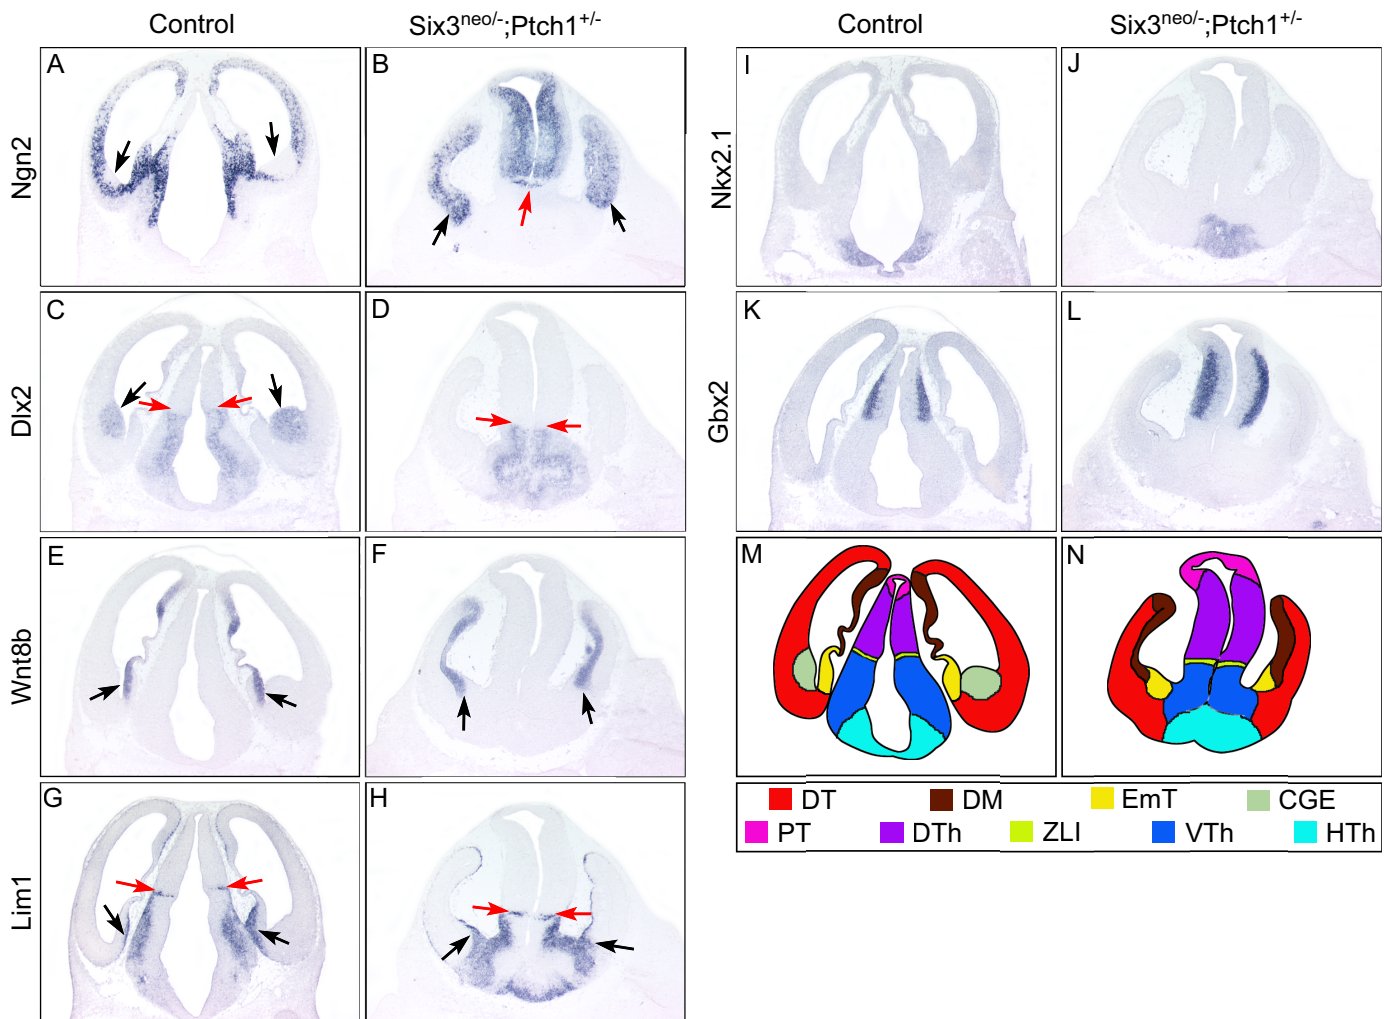 Control Six3neo/-;Ptch1+/- Control Six3neo/-;Ptch1+/-
A B I J
Ngn2 Nkx2.1
C D K L
Dlx2 Gbx2
E F M N
Wnt8b
G H
Lim1
DT DM EmT CGE
PT DTh ZLI VTh HTh